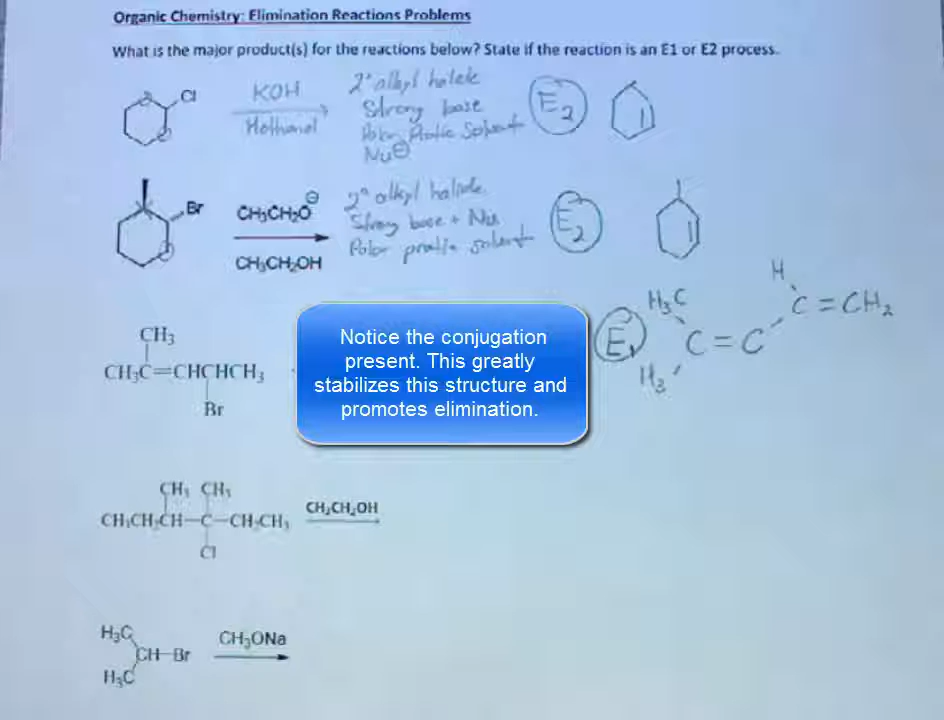 Organic Chemistry: Elimination Reactions Problems
What is the major product(s) for the reactions below? State if the reaction is an E1 or E2 process.
Cl
KOH
Methanol
2° alkyl halide
Strong base
Polar Protic Solvent
Nu⊖
E2
Br
CH3CH2O⊖
CH3CH2OH
2° alkyl halide
Strong base + Nu
Polar protic solvent
E2
CH3
CH3C=CHCHCH3
Br
Notice the conjugation
present. This greatly
stabilizes this structure and
promotes elimination.
E1
H3C
H3
C=C
H
C=CH2
CH3 CH3
CH3CH2CH-C-CH2CH3
Cl
CH3CH2OH
H3C
CH-Br
H3C
CH3ONa